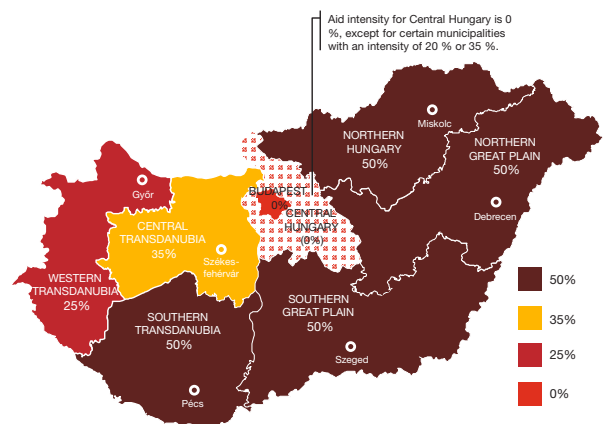 Aid intensity for Central Hungary is 0
%, except for certain municipalities
with an intensity of 20 % or 35 %.
Miskolc
NORTHERN
HUNGARY
50%
NORTHERN
GREAT PLAIN
50%
Győr
BUDAPEST
0%
Debrecen
CENTRAL
HUNGARY
(0%)
CENTRAL
TRANSDANUBIA
35%
Székes-
fehérvár
WESTERN
TRANSDANUBIA
25%
SOUTHERN
GREAT PLAIN
50%
SOUTHERN
TRANSDANUBIA
50%
Szeged
Pécs
50%
35%
25%
0%